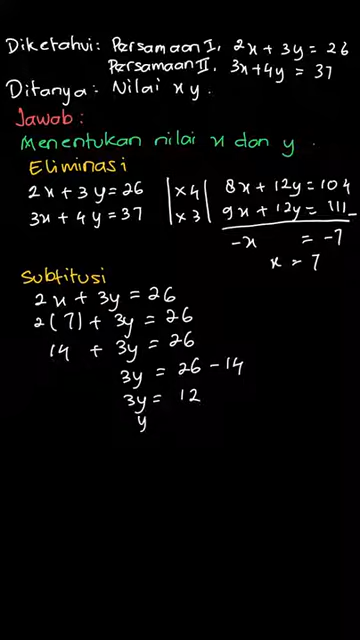 Diketahui: Persamaan I, 2x + 3y = 26
Persamaan II, 3x + 4y = 37
Ditanya: Nilai xy.
Jawab:
Menentukan nilai x dan y.
Eliminasi
2x + 3y = 26 | x 4 | 8x + 12y = 104
3x + 4y = 37 | x 3 | 9x + 12y = 111 -
-x = -7
x = 7
Subtitusi
2x + 3y = 26
2(7) + 3y = 26
14 + 3y = 26
3y = 26 - 14
3y = 12
y